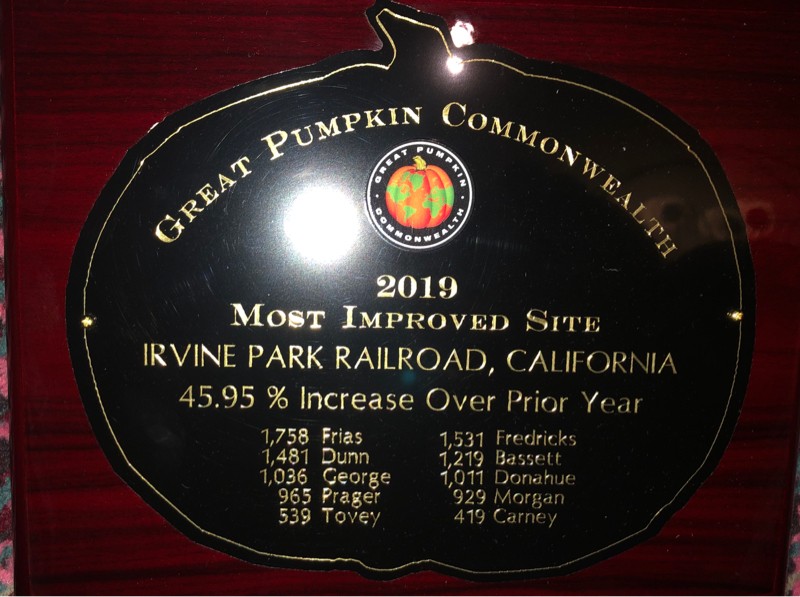 GREAT PUMPKIN COMMONWEALTH
GREAT PUMPKIN
COMMONWEALTH
2019
MOST IMPROVED SITE
IRVINE PARK RAILROAD, CALIFORNIA
45.95 % Increase Over Prior Year
1,758 Frias 1,531 Fredricks
1,481 Dunn 1,219 Bassett
1,036 George 1,011 Donahue
965 Prager 929 Morgan
539 Tovey 419 Carney